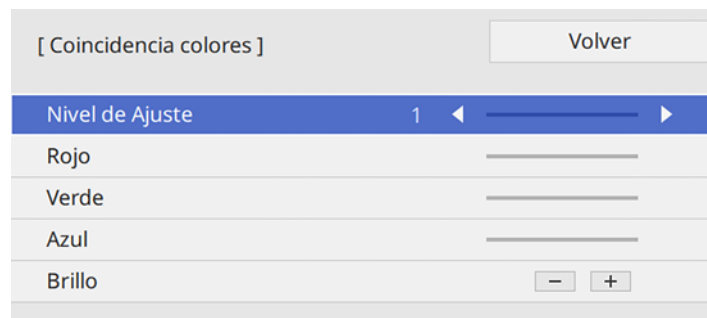 [ Coincidencia colores ] Volver
Nivel de Ajuste 1
Rojo
Verde
Azul
Brillo − +